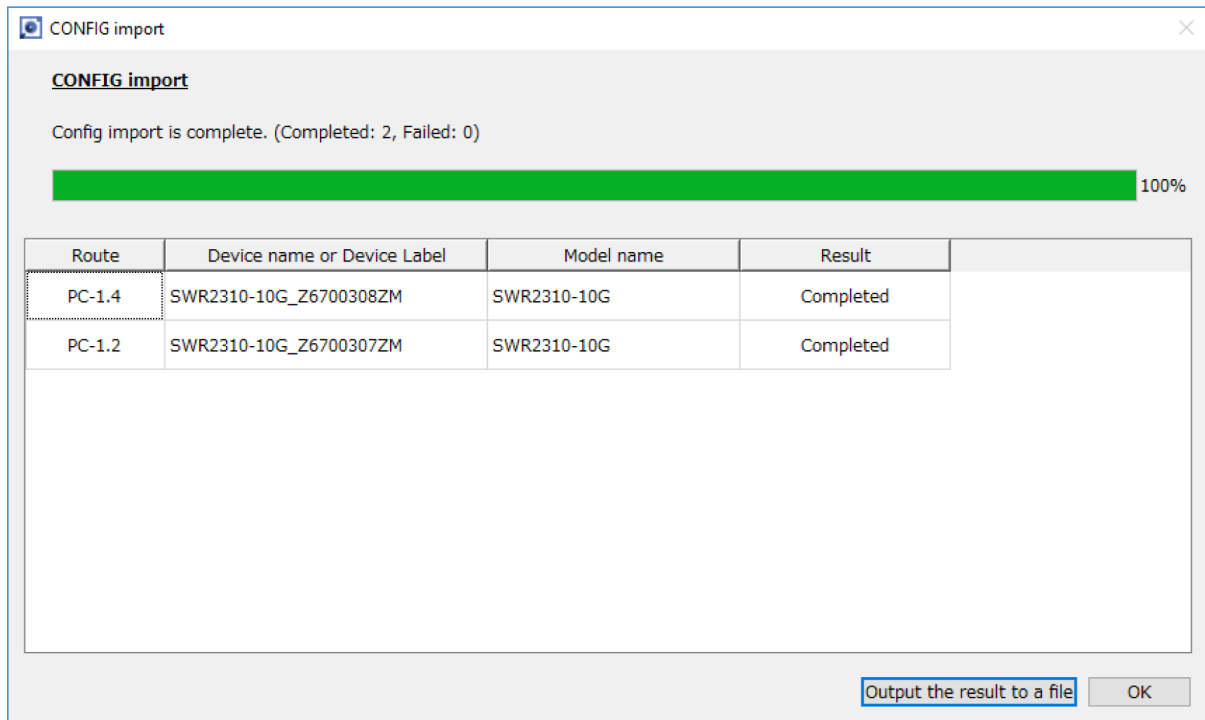 CONFIG import
CONFIG import
Config import is complete. (Completed: 2, Failed: 0)
100%
Route Device name or Device Label Model name Result
PC-1.4 SWR2310-10G_Z6700308ZM SWR2310-10G Completed
PC-1.2 SWR2310-10G_Z6700307ZM SWR2310-10G Completed
Output the result to a file OK